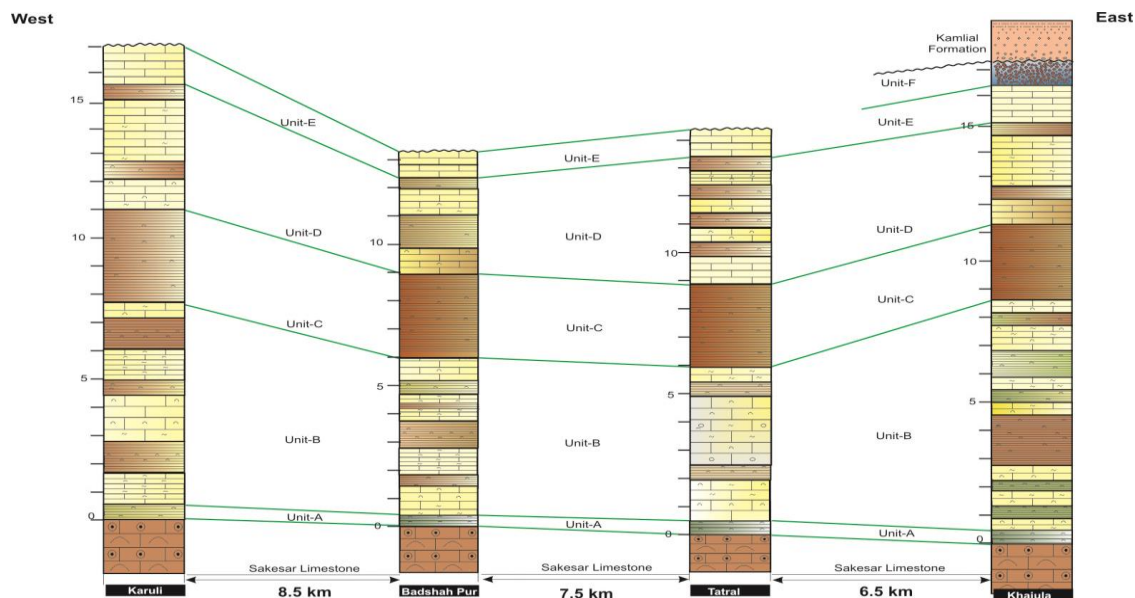 West
East
Kamlial
Formation
Unit-F
Unit-E
Unit-E
Unit-E
Unit-D
Unit-D
Unit-D
Unit-C
Unit-C
Unit-C
Unit-B
Unit-B
Unit-B
Unit-A
Unit-A
Unit-A
15
10
5
0
10
5
0
10
5
0
15
10
5
0
Sakesar Limestone
Sakesar Limestone
Sakesar Limestone
Karuli
8.5 km
Badshah Pur
7.5 km
Tatral
6.5 km
Khajula